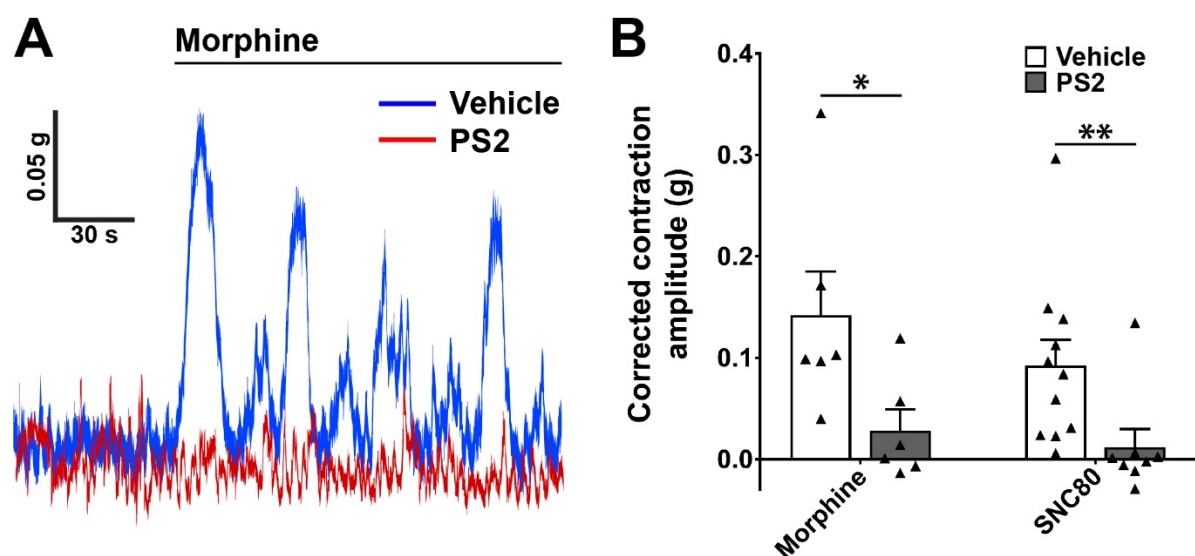 A
Morphine
Vehicle
PS2
0.05 g
30 s
B
Corrected contraction
amplitude (g)
0.4
0.3
0.2
0.1
0.0
Vehicle
PS2
*
**
Morphine
SNC80